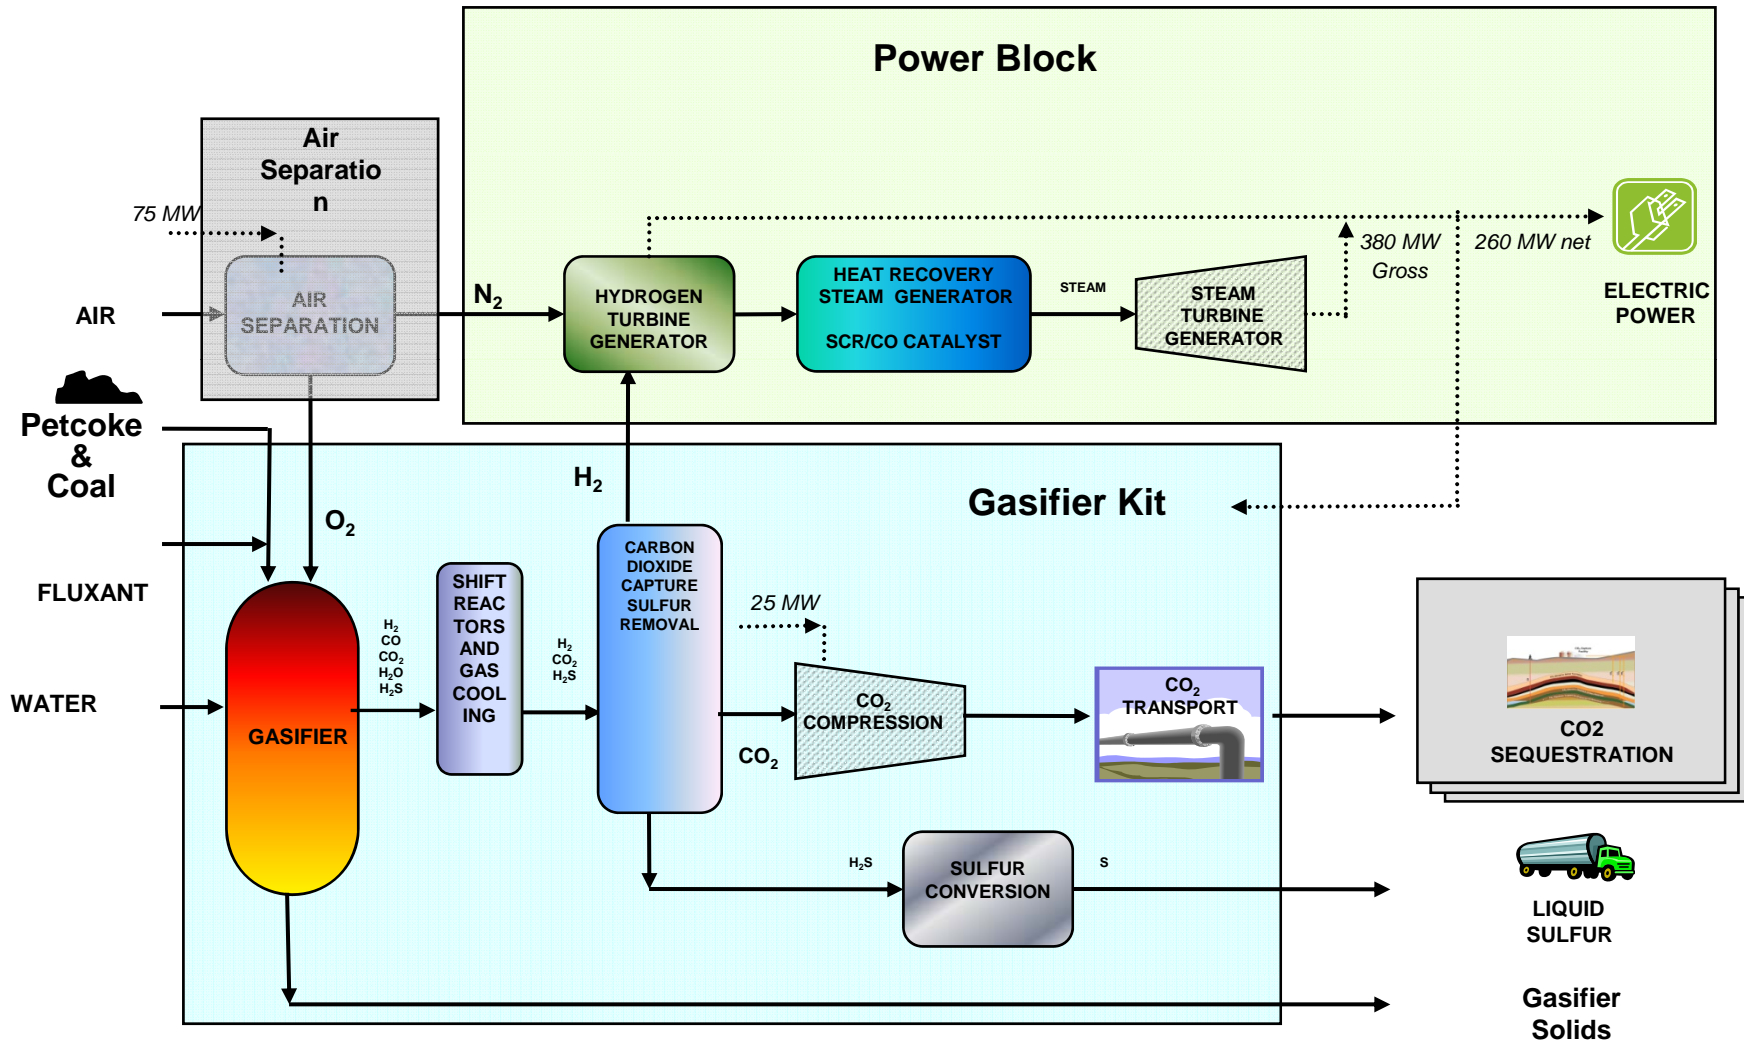 Power Block
Air
Separatio
n
75 MW
AIR
SEPARATION
AIR
N2
HYDROGEN
TURBINE
GENERATOR
HEAT RECOVERY
STEAM GENERATOR
SCR/CO CATALYST
STEAM
STEAM
TURBINE
GENERATOR
380 MW
Gross
260 MW net
ELECTRIC
POWER
Petcoke
&
Coal
O2
H2
Gasifier Kit
FLUXANT
WATER
GASIFIER
H2
CO
CO2
H2O
H2S
SHIFT
REAC
TORS
AND
GAS
COOL
ING
H2
CO2
H2S
CARBON
DIOXIDE
CAPTURE
SULFUR
REMOVAL
25 MW
CO2
CO2
COMPRESSION
CO2
TRANSPORT
CO2
SEQUESTRATION
H2S
SULFUR
CONVERSION
S
LIQUID
SULFUR
Gasifier
Solids